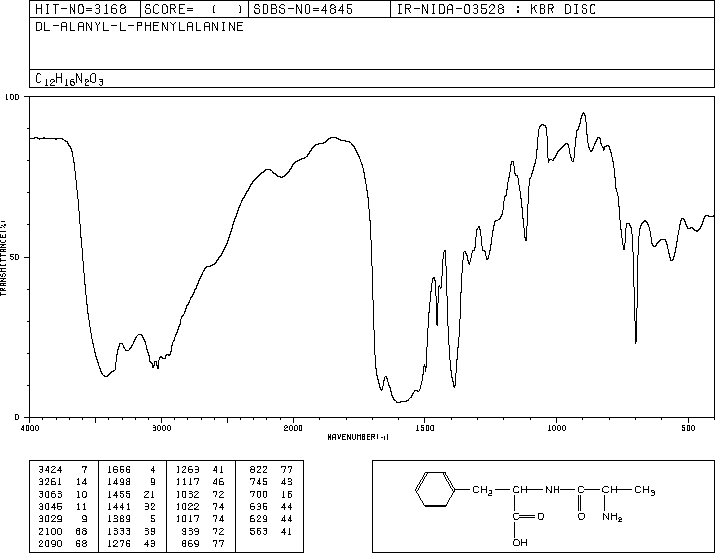 HIT-NO=3168 SCORE= ( ) SDBS-NO=4845 IR-NIDA-03528 : KBR DISC
DL-ALANYL-L-PHENYLALANINE
C12H16N2O3
100
50
0
TRANSMITTANCE(%)
4000 3000 2000 1500 1000 500
WAVENUMBER(-1)
3424 7 1666 4 1263 41 822 77
3261 14 1498 9 1117 46 745 49
3063 10 1455 21 1032 72 700 16
3045 11 1441 32 1022 74 636 44
3029 9 1389 5 1017 74 629 44
2100 68 1333 39 939 72 563 41
2090 68 1276 43 869 77
CH2 CH NH C CH CH3
C O O NH2
OH